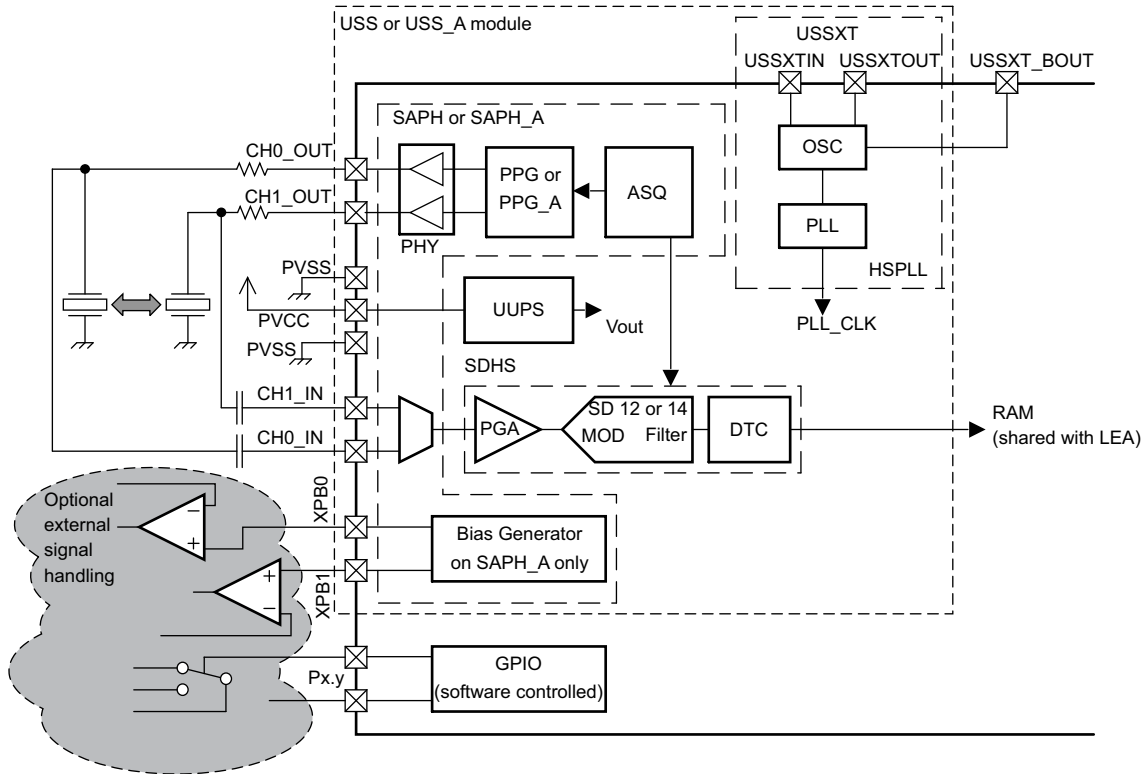 USS or USS_A module
USSXT
USSXTIN
USSXTOUT
USSXT_BOUT
SAPH or SAPH_A
CH0_OUT
CH1_OUT
PHY
PPG or
PPG_A
ASQ
OSC
PLL
HSPLL
PLL_CLK
PVSS
PVCC
PVSS
UUPS
Vout
SDHS
CH1_IN
CH0_IN
PGA
SD 12 or 14
MOD Filter
DTC
RAM
(shared with LEA)
Optional
external
signal
handling
−
+
+
−
XPB0
XPB1
Bias Generator
on SAPH_A only
Px.y
GPIO
(software controlled)